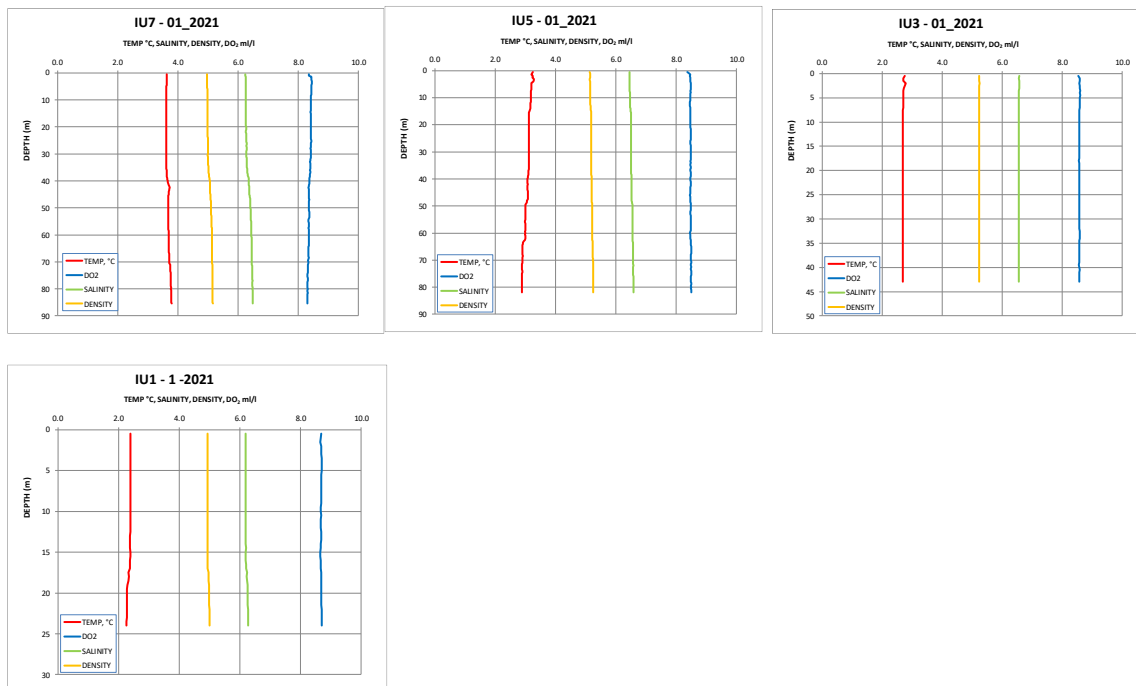 IU7 - 01_2021
TEMP °C, SALINITY, DENSITY, DO₂ ml/l
0.0 2.0 4.0 6.0 8.0 10.0
0
10
20
30
40
50
60
70
80
90
DEPTH (m)
TEMP, °C
DO2
SALINITY
DENSITY
IU5 - 01_2021
TEMP °C, SALINITY, DENSITY, DO₂ ml/l
0.0 2.0 4.0 6.0 8.0 10.0
0
10
20
30
40
50
60
70
80
90
DEPTH (m)
TEMP, °C
DO2
SALINITY
DENSITY
IU3 - 01_2021
TEMP °C, SALINITY, DENSITY, DO₂ ml/l
0.0 2.0 4.0 6.0 8.0 10.0
0
5
10
15
20
25
30
35
40
45
50
DEPTH (m)
TEMP, °C
DO2
SALINITY
DENSITY
IU1 - 1 -2021
TEMP °C, SALINITY, DENSITY, DO₂ ml/l
0.0 2.0 4.0 6.0 8.0 10.0
0
5
10
15
20
25
30
DEPTH (m)
TEMP, °C
DO2
SALINITY
DENSITY